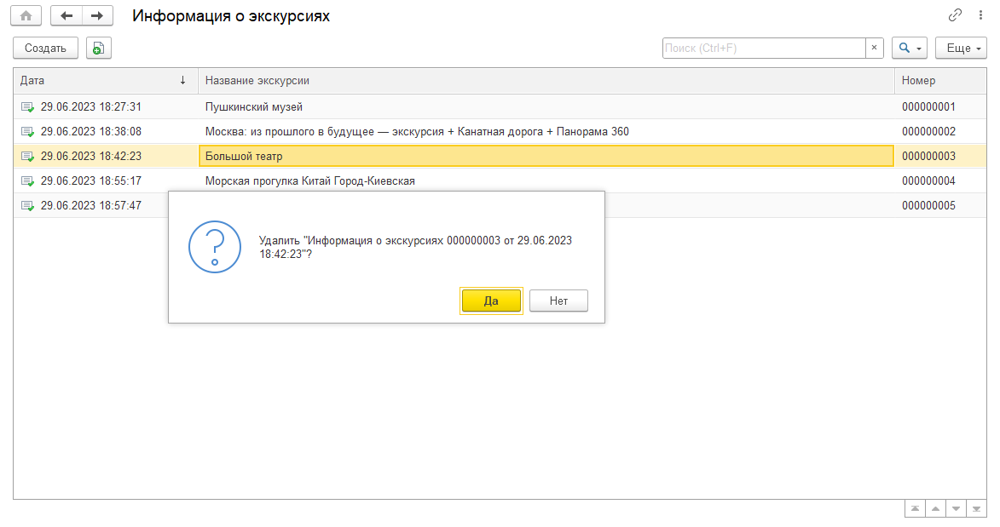 Информация о экскурсиях
Создать
Поиск (Ctrl+F)
×
Еще
Дата ↓ Название экскурсии Номер
29.06.2023 18:27:31 Пушкинский музей 000000001
29.06.2023 18:38:08 Москва: из прошлого в будущее — экскурсия + Канатная дорога + Панорама 360 000000002
29.06.2023 18:42:23 Большой театр 000000003
29.06.2023 18:55:17 Морская прогулка Китай Город-Киевская 000000004
29.06.2023 18:57:47 000000005
Удалить "Информация о экскурсиях 000000003 от 29.06.2023
18:42:23"?
Да Нет